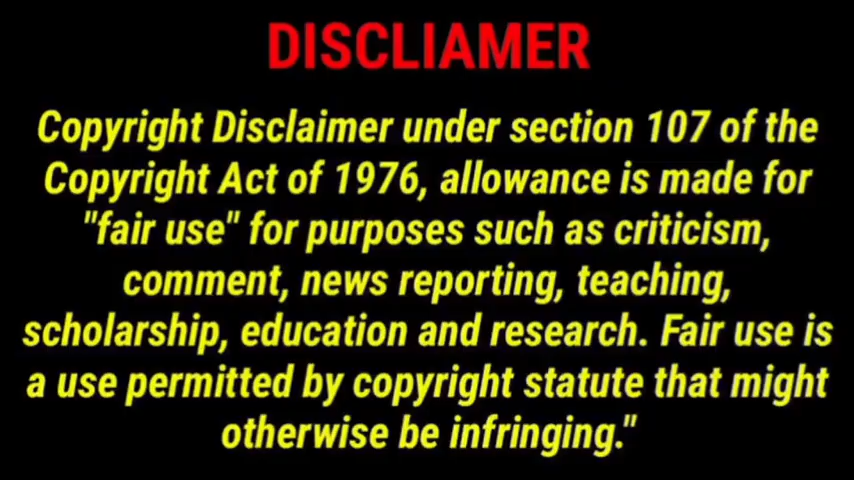 DISCLIAMER
Copyright Disclaimer under section 107 of the
Copyright Act of 1976, allowance is made for
"fair use" for purposes such as criticism,
comment, news reporting, teaching,
scholarship, education and research. Fair use is
a use permitted by copyright statute that might
otherwise be infringing."